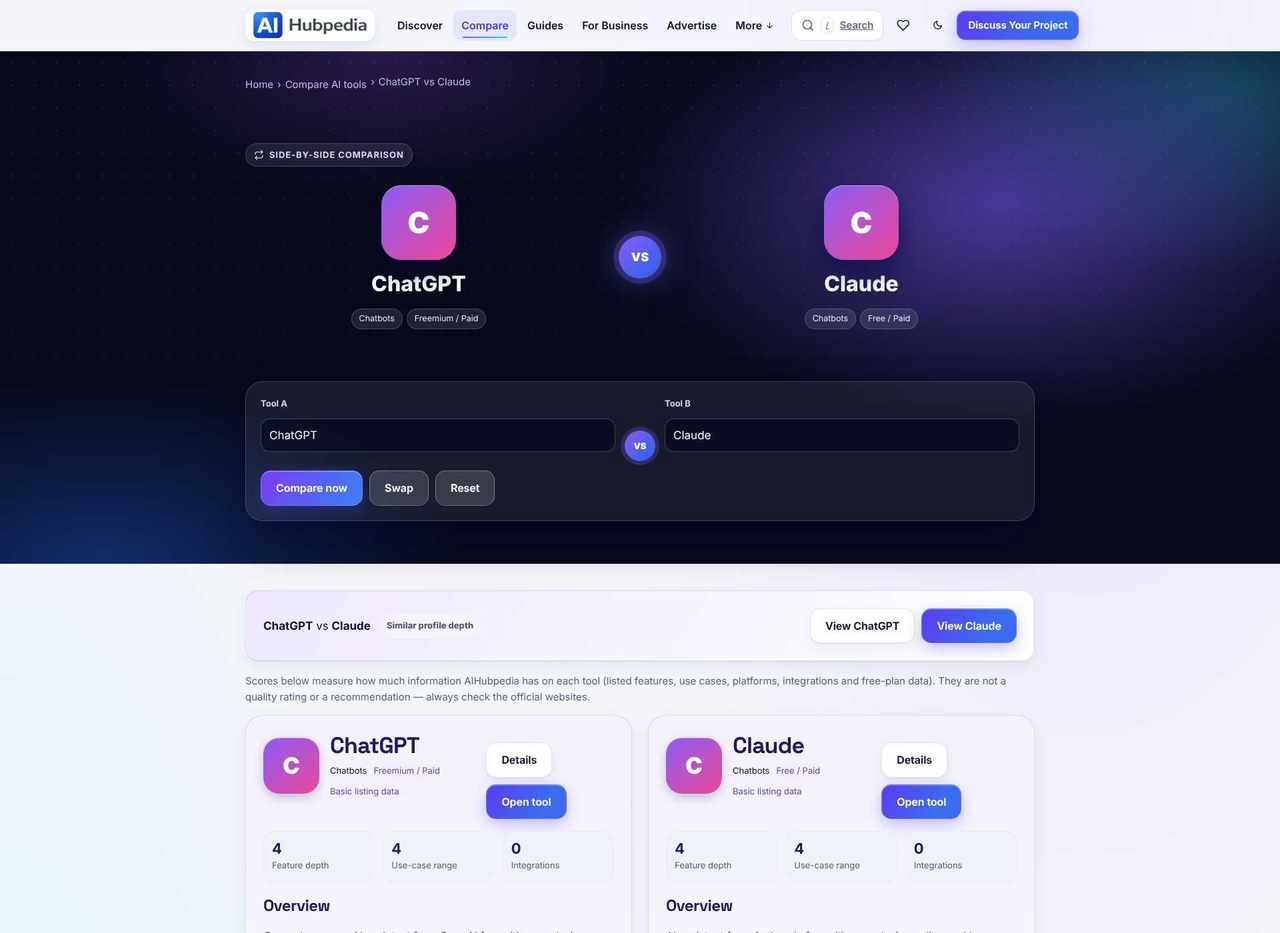 AI Hubpedia
Discover Compare Guides For Business Advertise More ↓ / Search Discuss Your Project
Home › Compare AI tools › ChatGPT vs Claude
SIDE-BY-SIDE COMPARISON
C
C
VS
ChatGPT
Claude
Chatbots Freemium / Paid
Chatbots Free / Paid
Tool A
Tool B
ChatGPT
vs
Claude
Compare now Swap Reset
ChatGPT vs Claude Similar profile depth View ChatGPT View Claude
Scores below measure how much information AIHubpedia has on each tool (listed features, use cases, platforms, integrations and free-plan data). They are not a
quality rating or a recommendation — always check the official websites.
C
ChatGPT
Chatbots Freemium / Paid
Basic listing data
Details
Open tool
4
Feature depth
4
Use-case range
0
Integrations
Overview
C
Claude
Chatbots Free / Paid
Basic listing data
Details
Open tool
4
Feature depth
4
Use-case range
0
Integrations
Overview